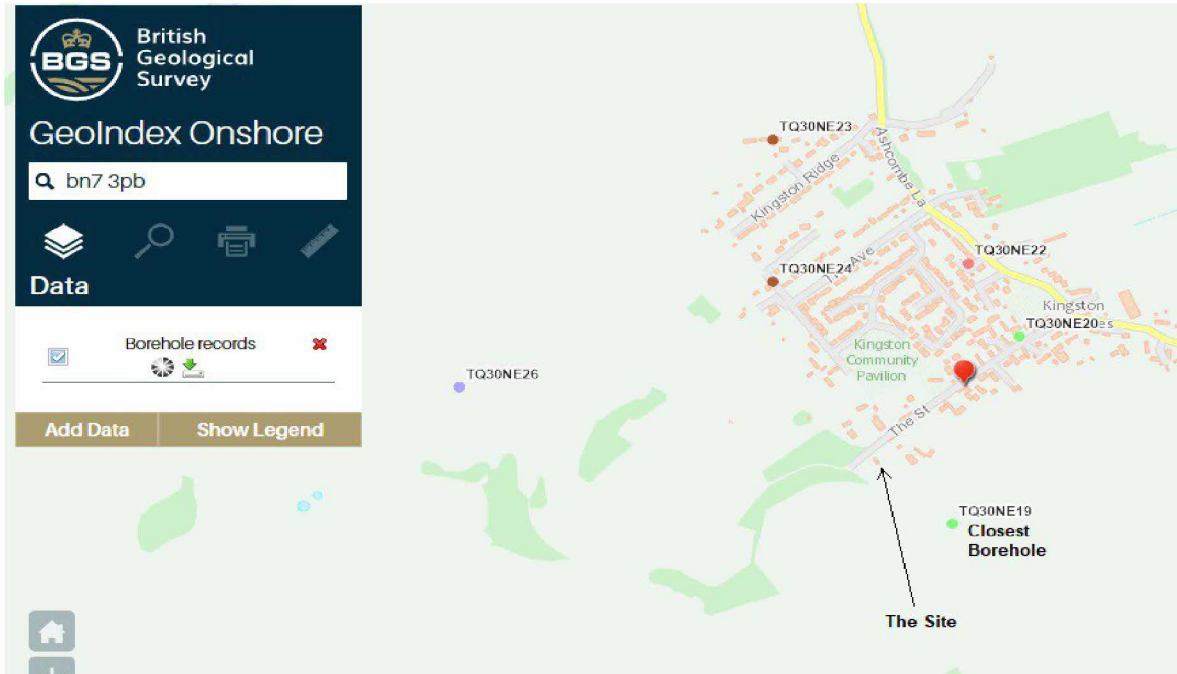 BGS
British
Geological
Survey
GeoIndex Onshore
bn7 3pb
Data
Borehole records
Add Data
Show Legend
TQ30NE23
Ashcombe La
Kingston Ridge
TQ30NE22
TQ30NE24
Ave
Kingston
TQ30NE20es
Kingston
Community
Pavilion
TQ30NE26
The St
TQ30NE19
Closest
Borehole
The Site